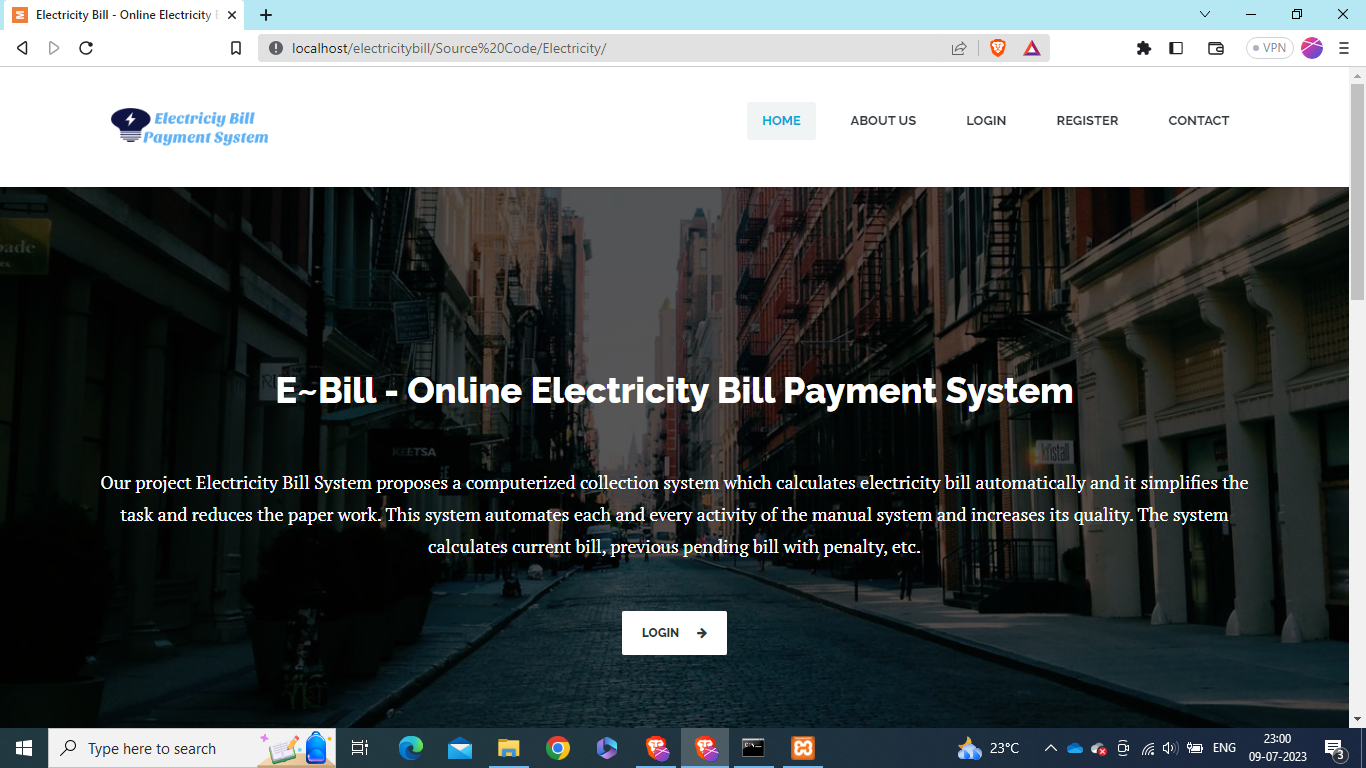 Electricity Bill - Online Electricity
localhost/electricitybill/Source%20Code/Electricity/
VPN
Electriciy Bill
Payment System
HOME
ABOUT US
LOGIN
REGISTER
CONTACT
E~Bill - Online Electricity Bill Payment System
KEETSA
kristall
Our project Electricity Bill System proposes a computerized collection system which calculates electricity bill automatically and it simplifies the
task and reduces the paper work. This system automates each and every activity of the manual system and increases its quality. The system
calculates current bill, previous pending bill with penalty, etc.
LOGIN
Type here to search
23°C
ENG
23:00
09-07-2023
3